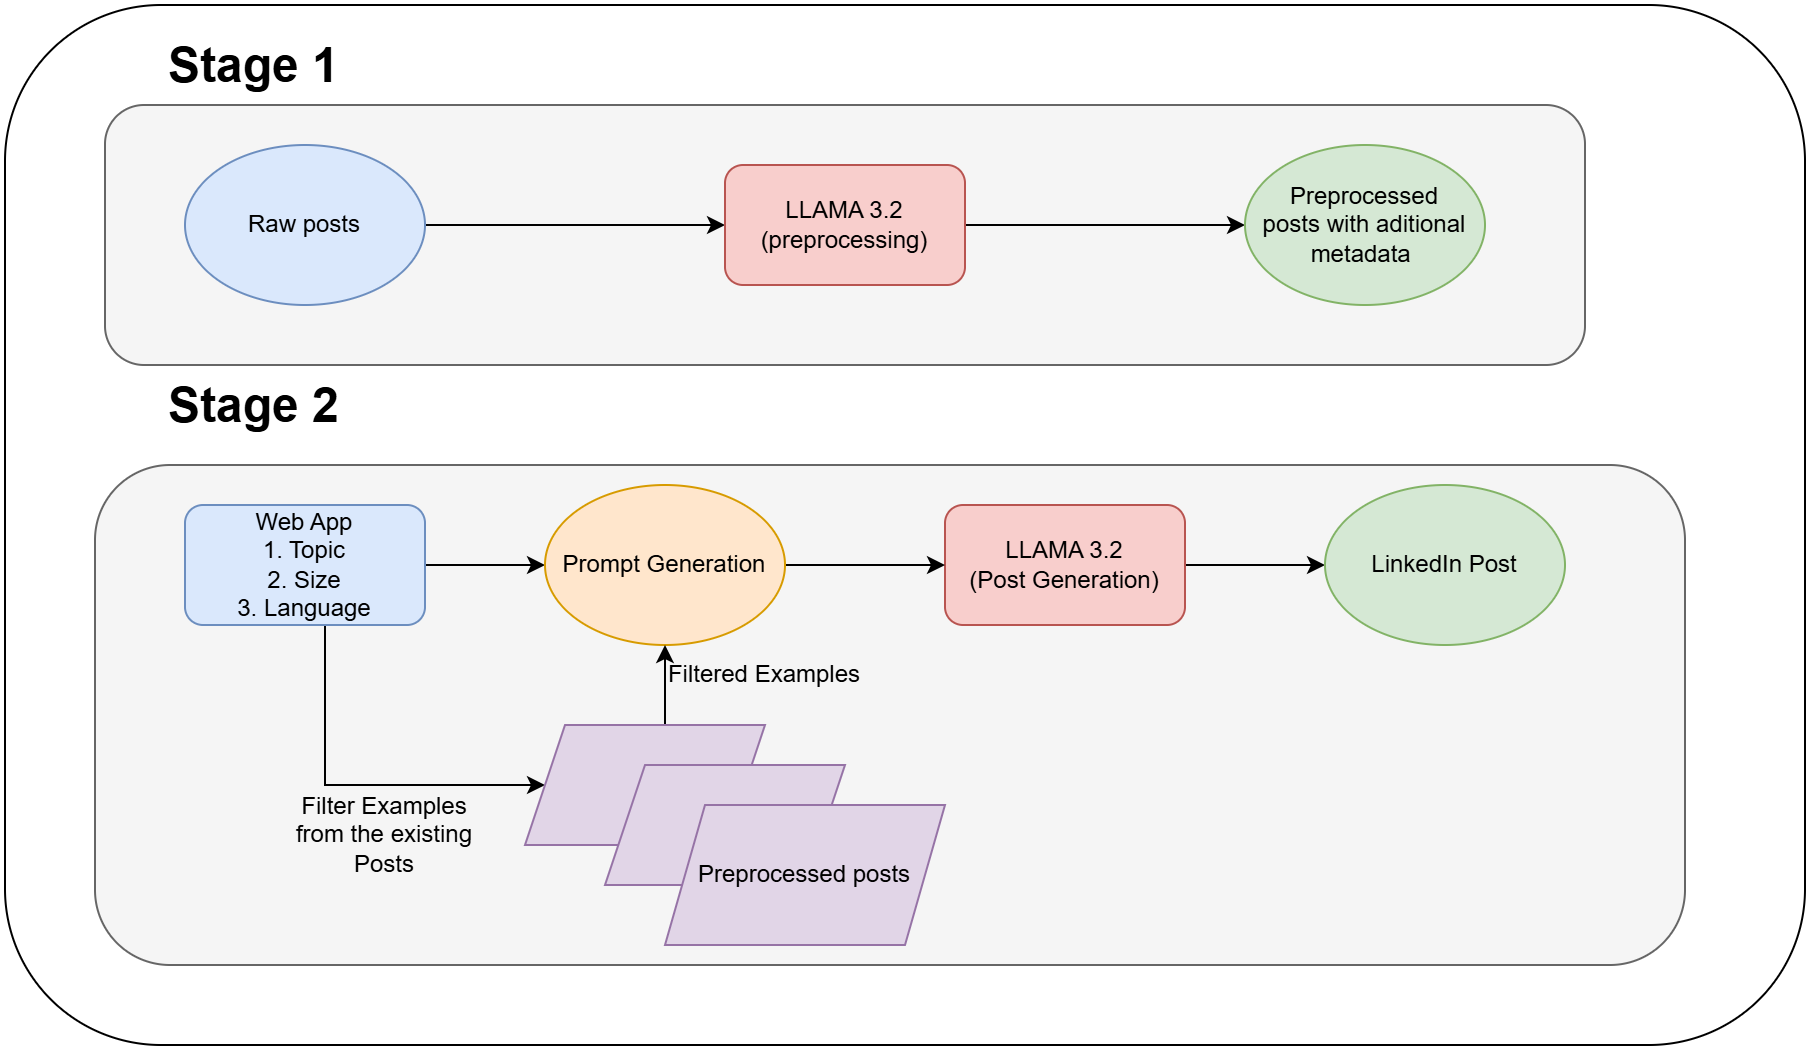 Stage 1
Raw posts
LLAMA 3.2
(preprocessing)
Preprocessed
posts with aditional
metadata
Stage 2
Web App
1. Topic
2. Size
3. Language
Prompt Generation
LLAMA 3.2
(Post Generation)
LinkedIn Post
Filtered Examples
Filter Examples
from the existing
Posts
Preprocessed posts